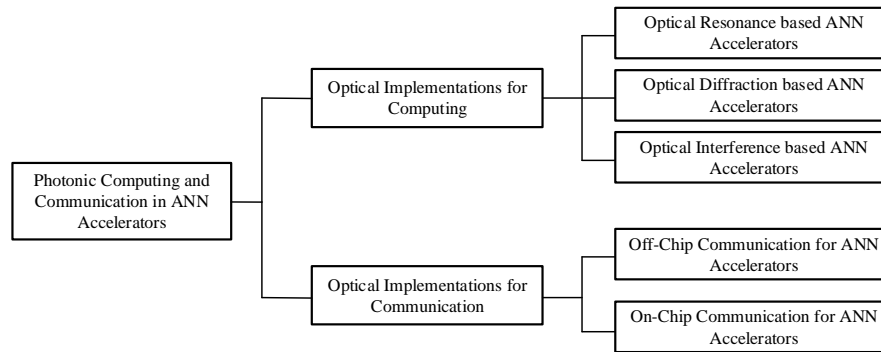 Photonic Computing and
Communication in ANN
Accelerators
Optical Implementations for
Computing
Optical Resonance based ANN
Accelerators
Optical Diffraction based ANN
Accelerators
Optical Interference based ANN
Accelerators
Optical Implementations for
Communication
Off-Chip Communication for ANN
Accelerators
On-Chip Communication for ANN
Accelerators